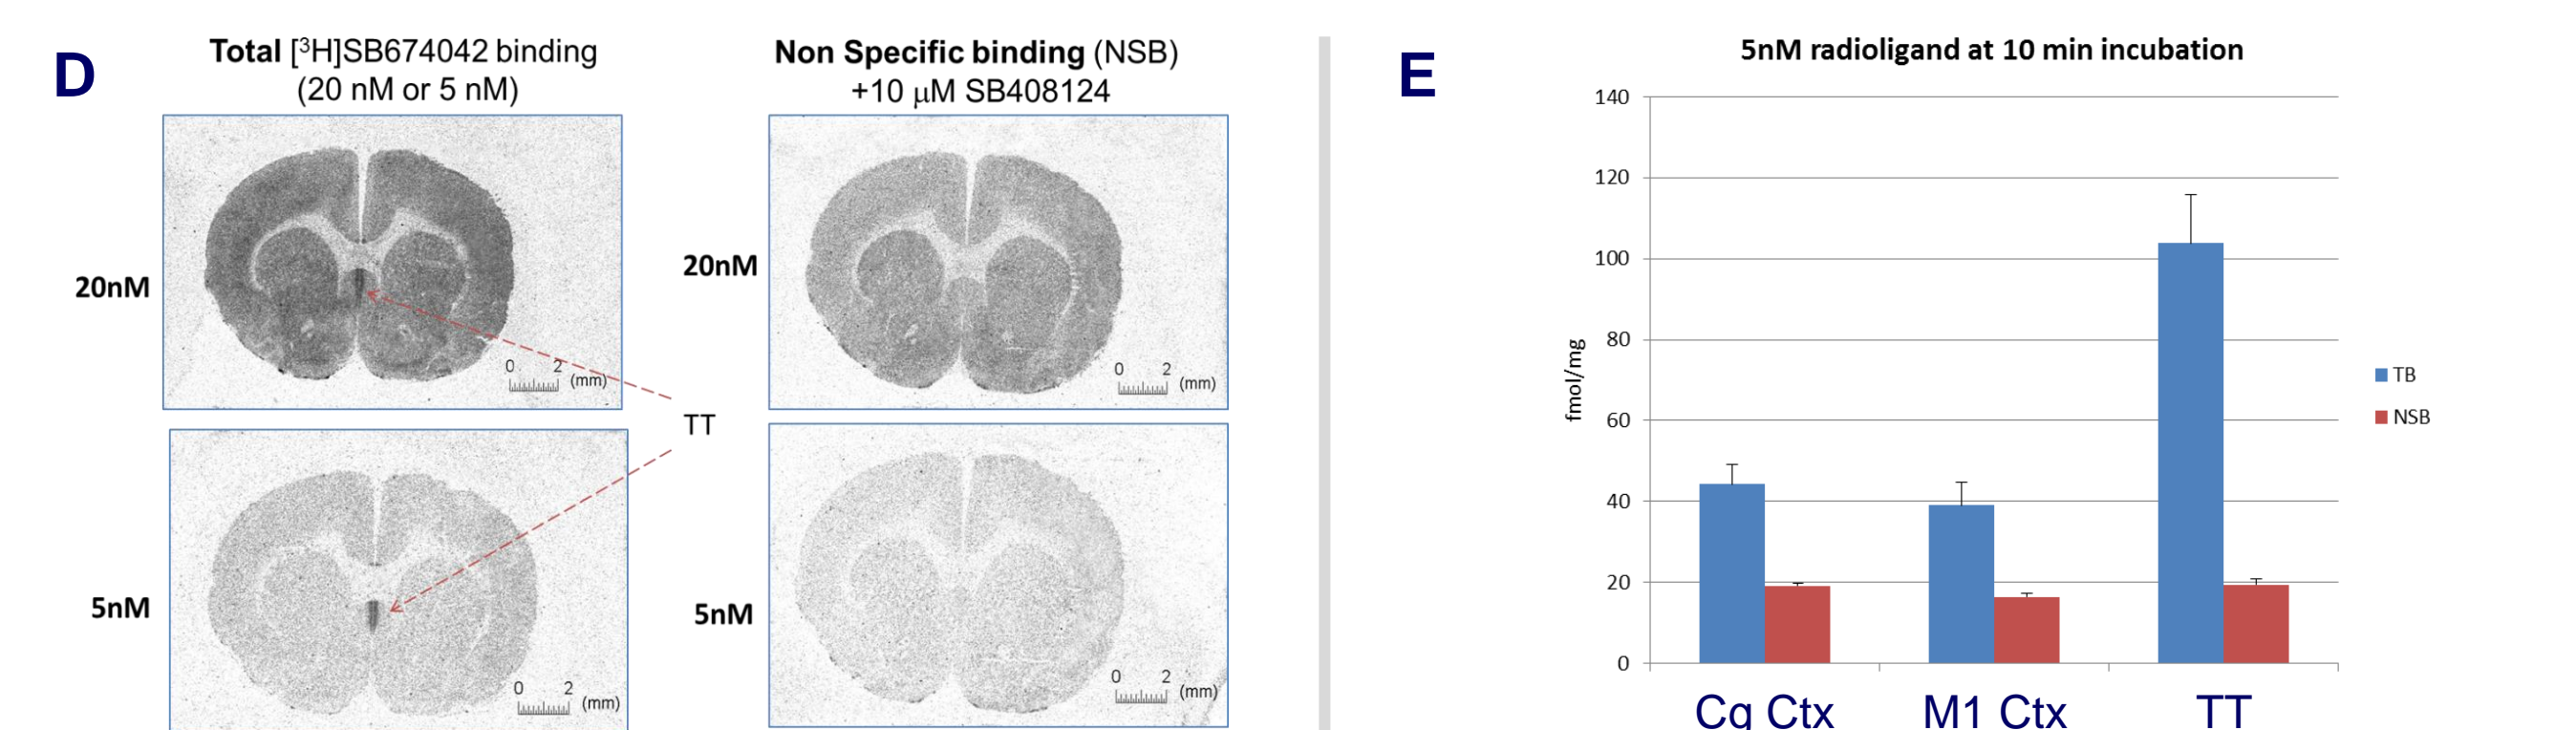 D
Total [³H]SB674042 binding
(20 nM or 5 nM)
Non Specific binding (NSB)
+10 μM SB408124
20nM
0 2 (mm)
20nM
0 2 (mm)
TT
5nM
0 2 (mm)
5nM
0 2 (mm)
E
5nM radioligand at 10 min incubation
fmol/mg
140
120
100
80
60
40
20
0
TB
NSB
Cg Ctx
M1 Ctx
TT